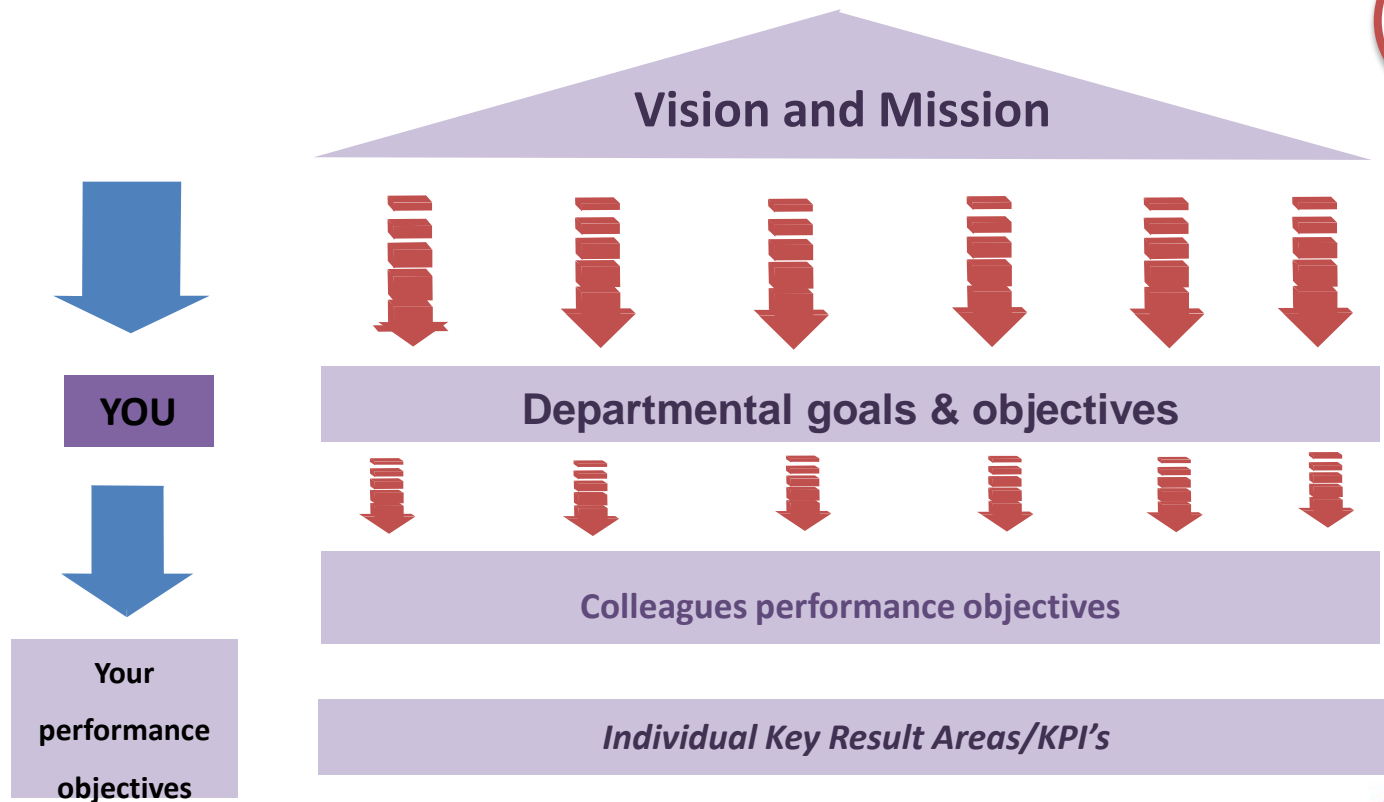 Vision and Mission
YOU
Departmental goals & objectives
Colleagues performance objectives
Your
performance
objectives
Individual Key Result Areas/KPI's